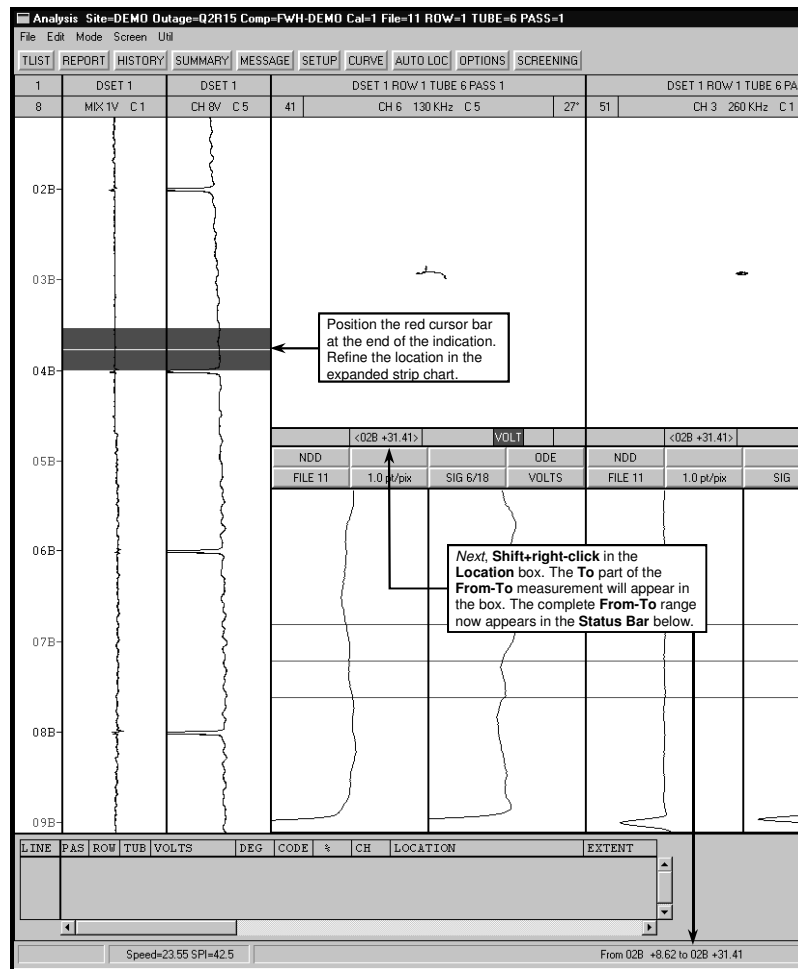 Analysis Site=DEMO Outage=Q2R15 Comp=FWH-DEMO Cal=1 File=11 ROW=1 TUBE=6 PASS=1
File Edit Mode Screen Util
TLIST REPORT HISTORY SUMMARY MESSAGE SETUP CURVE AUTO LOC OPTIONS SCREENING
1 DSET 1 DSET 1 DSET 1 ROW 1 TUBE 6 PASS 1 DSET 1 ROW 1 TUBE 6 PA
8 MIX 1V C 1 CH 8V C 5 41 CH 6 130 KHz C 5 27° 51 CH 3 260 KHz C 1
02B
03B
Position the red cursor bar
at the end of the indication.
Refine the location in the
expanded strip chart.
04B
<02B +31.41> VOLT <02B +31.41>
NDD ODE NDD
05B
FILE 11 1.0 pt/pix SIG 6/18 VOLTS FILE 11 1.0 pt/pix SIG
06B
Next, Shift+right-click in the
Location box. The To part of the
From-To measurement will appear in
the box. The complete From-To range
now appears in the Status Bar below.
07B
08B
09B
LINE PAS ROW TUB VOLTS DEG CODE % CH LOCATION EXTENT
Speed=23.55 SPI=42.5 From 02B +8.62 to 02B +31.41